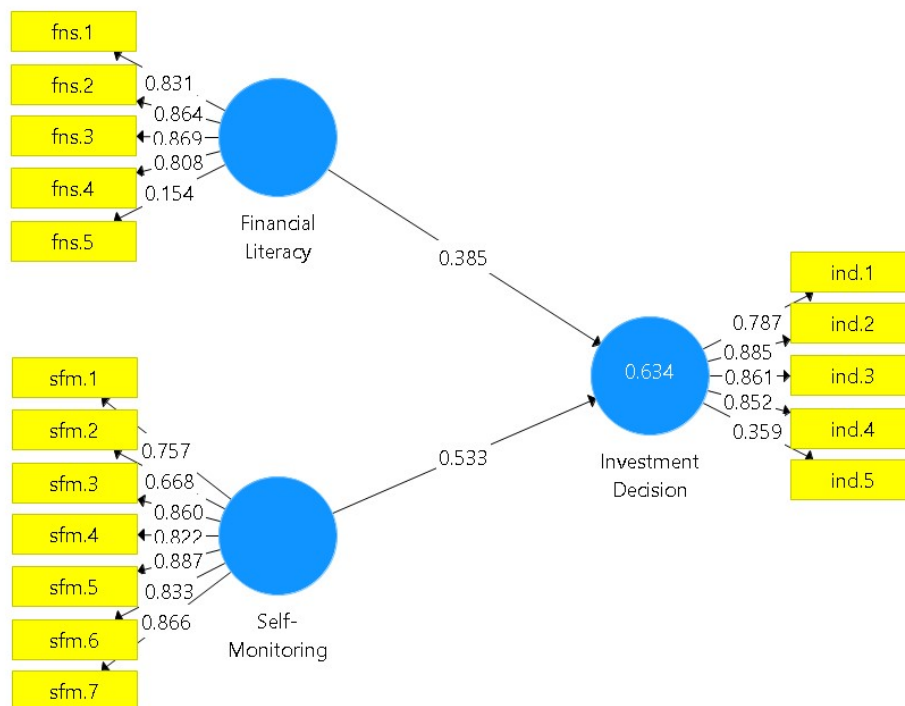 fns.1
fns.2
fns.3
fns.4
fns.5
0.831
0.864
0.869
0.808
0.154
Financial
Literacy
0.385
sfm.1
sfm.2
sfm.3
sfm.4
sfm.5
sfm.6
sfm.7
0.757
0.668
0.860
0.822
0.887
0.833
0.866
Self-
Monitoring
0.533
0.634
Investment
Decision
0.787
0.885
0.861
0.852
0.359
ind.1
ind.2
ind.3
ind.4
ind.5